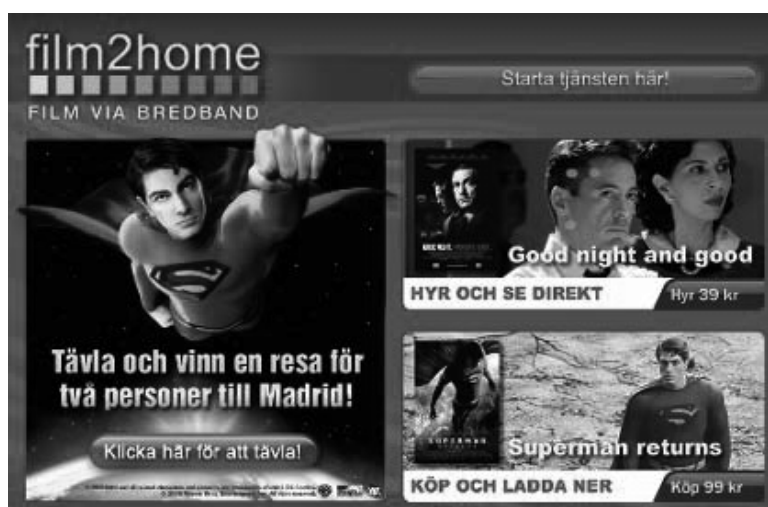 film2home
FILM VIA BREDBAND
Starta tjänsten här!
Tävla och vinn en resa för
två personer till Madrid!
Klicka här för att tävla!
Good night and good
HYR OCH SE DIREKT
Hyr 39 kr
SUPERMAN
Superman returns
KÖP OCH LADDA NER
Köp 99 kr